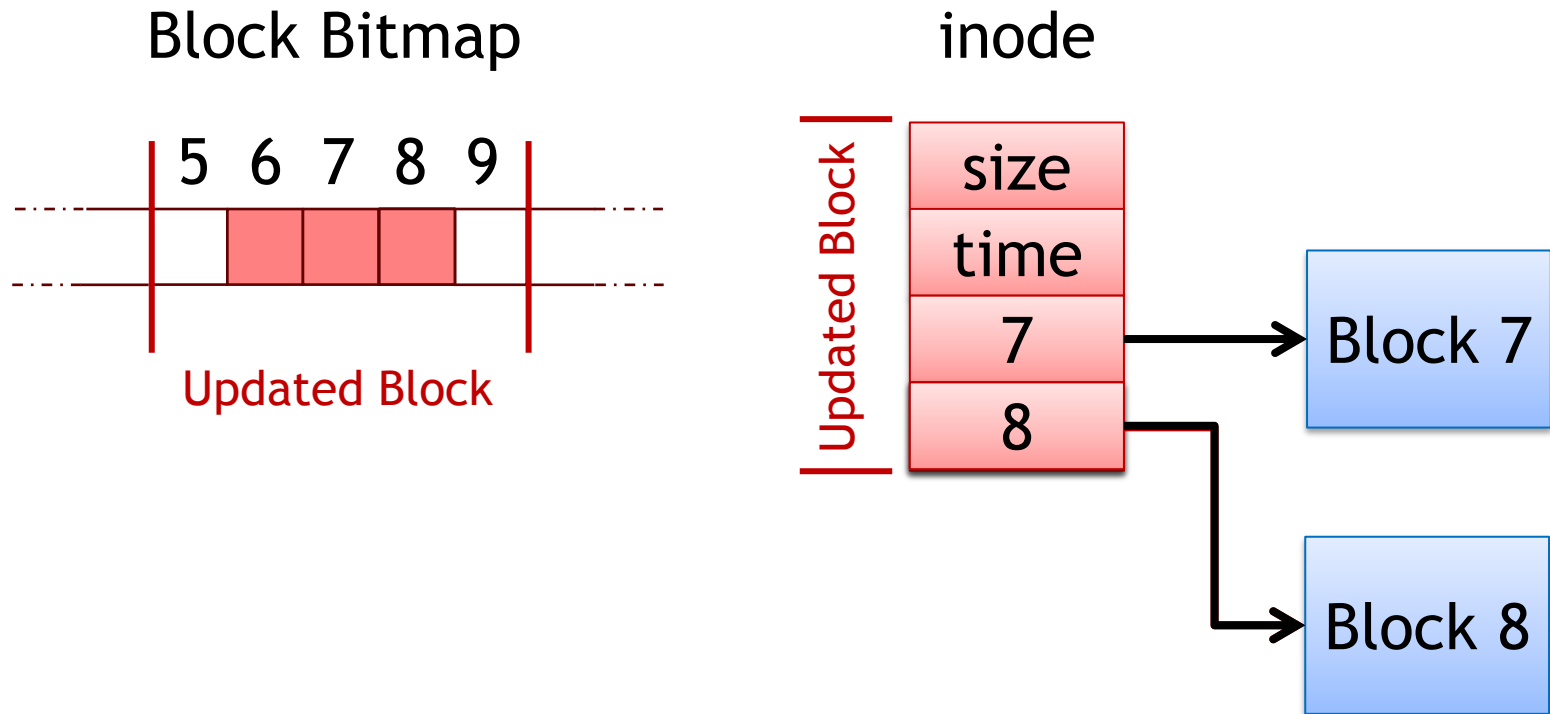 Block Bitmap
5 6 7 8 9
Updated Block
inode
Updated Block
size
time
7
8
Block 7
Block 8